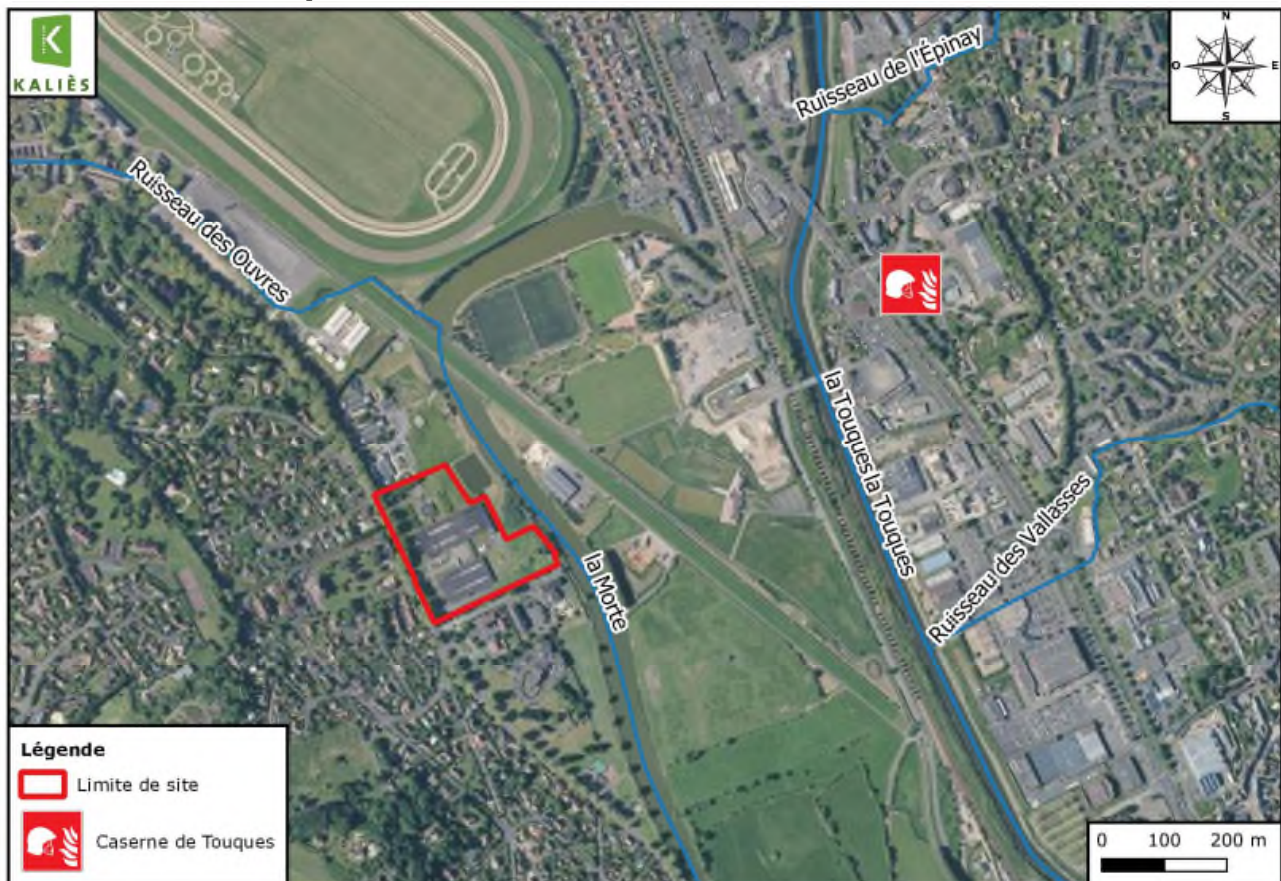 KALIÈS
N
O
E
S
Ruisseau de l'Épinay
Ruisseau des Ouvres
la Touques
la Touques
Ruisseau des Vallasses
la Morte
Légende
Limite de site
Caserne de Touques
0 100 200 m